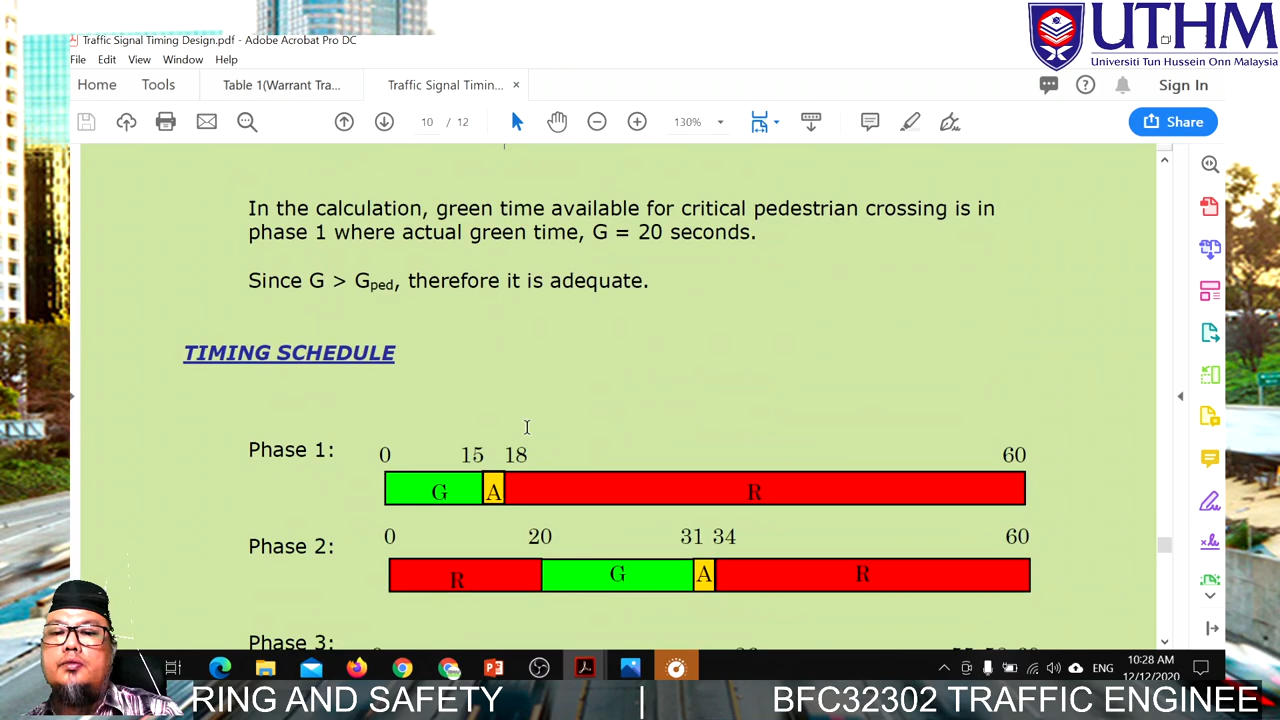 UTHM
Universiti Tun Hussein Onn Malaysia
Traffic Signal Timing Design.pdf - Adobe Acrobat Pro DC
File Edit View Window Help
Home Tools Table 1(Warrant Tra... Traffic Signal Timin... ×
Sign In
10 / 12
130%
Share
In the calculation, green time available for critical pedestrian crossing is in
phase 1 where actual green time, G = 20 seconds.
Since G > Gped, therefore it is adequate.
TIMING SCHEDULE
Phase 1:
0 15 18 60
G A R
Phase 2:
0 20 31 34 60
R G A R
Phase 3:
ENG
10:28 AM
12/12/2020
RING AND SAFETY | BFC32302 TRAFFIC ENGINEE